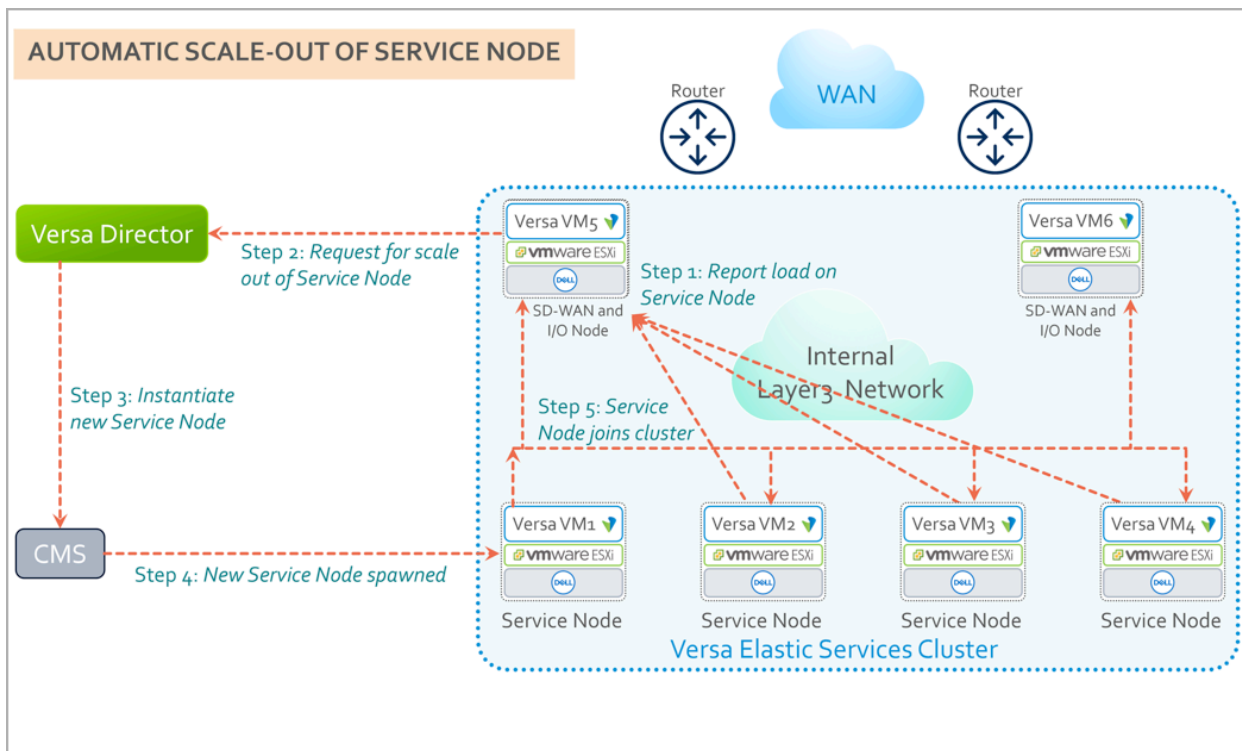 AUTOMATIC SCALE-OUT OF SERVICE NODE
WAN
Router
Router
Versa Director
Step 2: Request for scale
out of Service Node
Versa VM5
vmware ESXi
DELL
SD-WAN and
I/O Node
Step 1: Report load on
Service Node
Versa VM6
vmware ESXi
DELL
SD-WAN and
I/O Node
Internal
Layer3 Network
Step 3: Instantiate
new Service Node
Step 5: Service
Node joins cluster
CMS
Step 4: New Service Node spawned
Versa VM1
vmware ESXi
DELL
Service Node
Versa VM2
vmware ESXi
DELL
Service Node
Versa VM3
vmware ESXi
DELL
Service Node
Versa VM4
vmware ESXi
DELL
Service Node
Versa Elastic Services Cluster